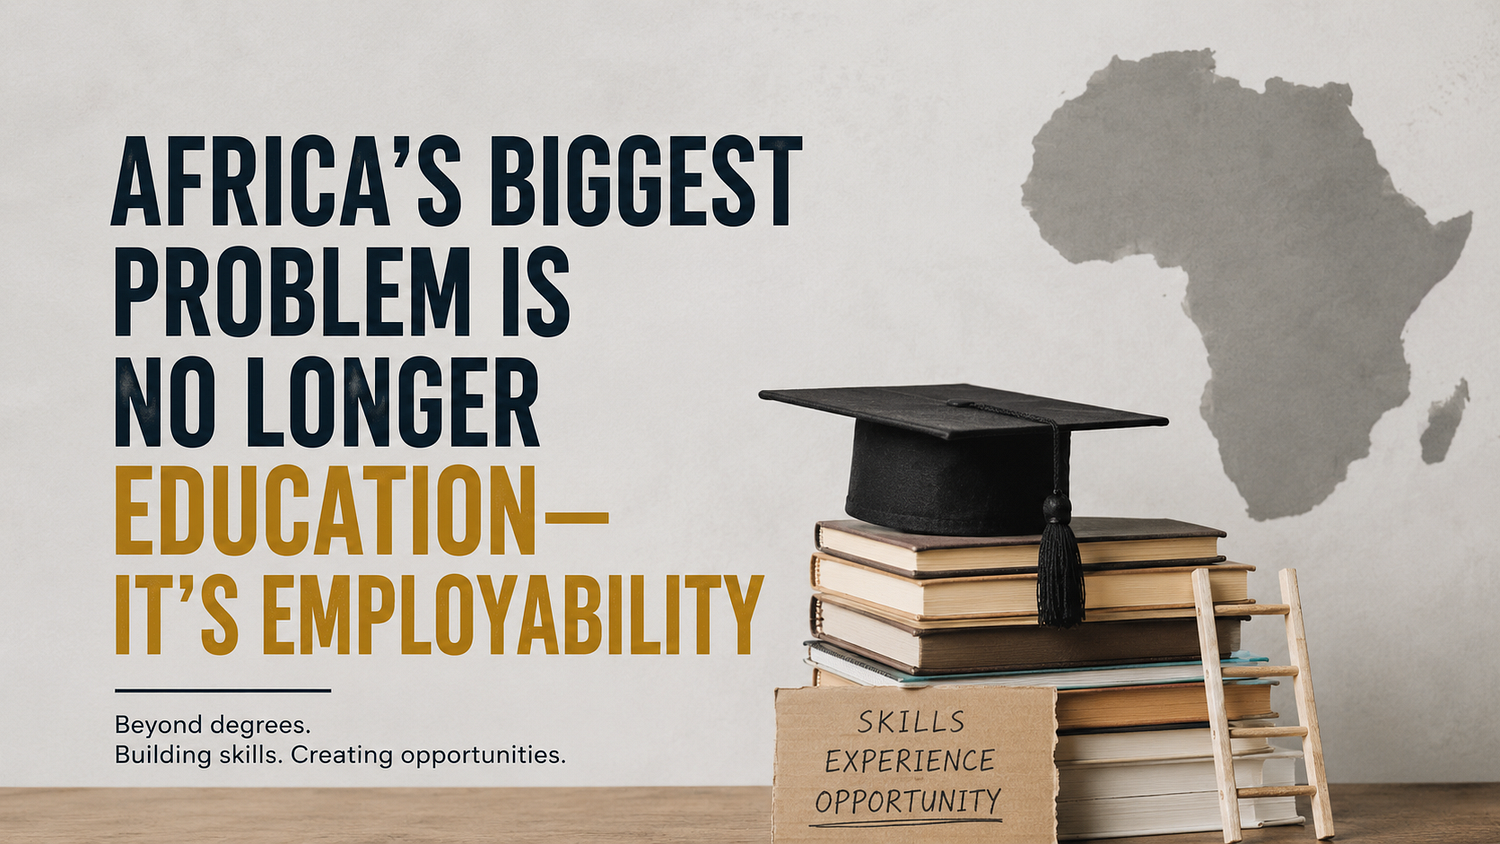 AFRICA’S BIGGEST
PROBLEM IS
NO LONGER
EDUCATION—
IT’S EMPLOYABILITY
Beyond degrees.
Building skills. Creating opportunities.
SKILLS
EXPERIENCE
OPPORTUNITY